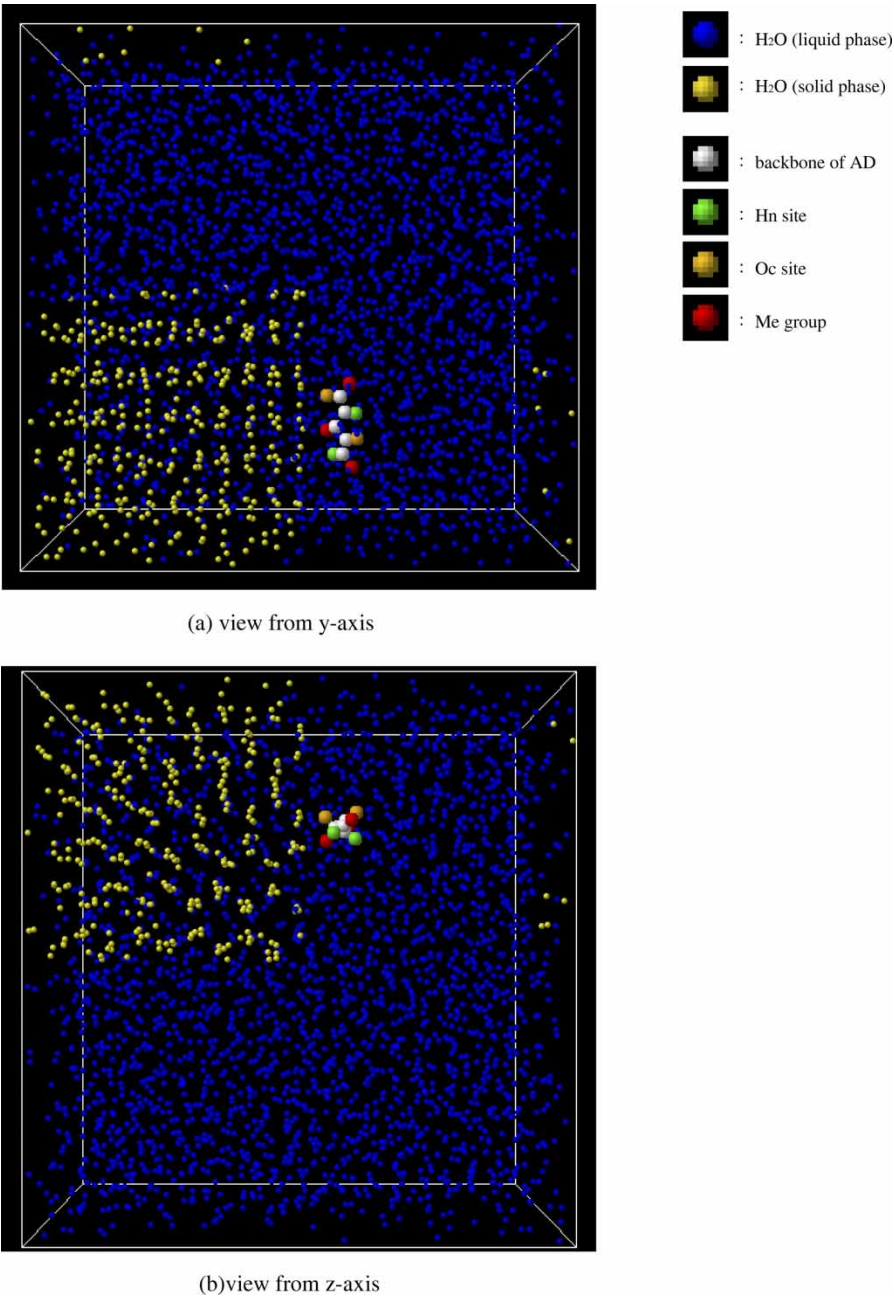 : H2O (liquid phase)
: H2O (solid phase)
: backbone of AD
: Hn site
: Oc site
: Me group
(a) view from y-axis
(b)view from z-axis